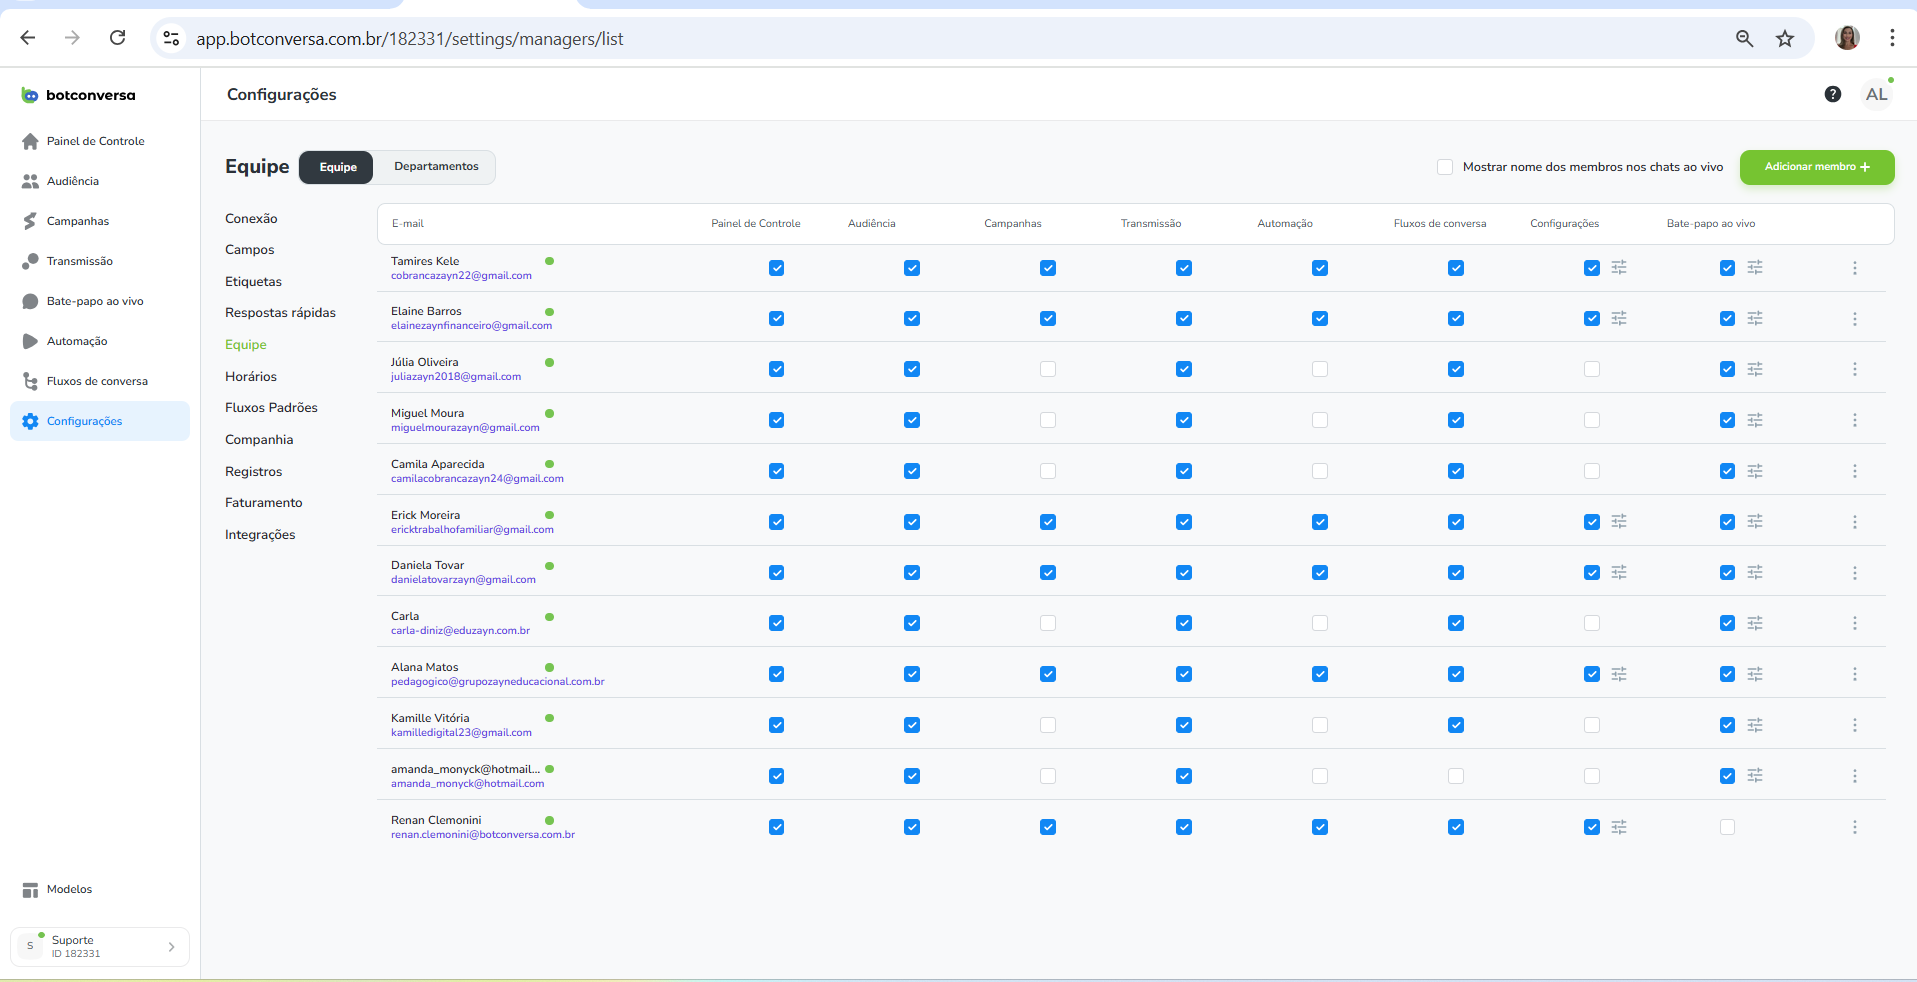 app.botconversa.com.br/182331/settings/managers/list
botconversa
Configurações
?
AL
Painel de Controle
Audiência
Campanhas
Transmissão
Bate-papo ao vivo
Automação
Fluxos de conversa
Configurações
Modelos
S
Suporte
ID 182331
Equipe
Equipe
Departamentos
Mostrar nome dos membros nos chats ao vivo
Adicionar membro +
Conexão
Campos
Etiquetas
Respostas rápidas
Equipe
Horários
Fluxos Padrões
Companhia
Registros
Faturamento
Integrações
E-mail Painel de Controle Audiência Campanhas Transmissão Automação Fluxos de conversa Configurações Bate-papo ao vivo
Tamires Kele
cobrancazayn22@gmail.com
Elaine Barros
elainezaynfinanceiro@gmail.com
Júlia Oliveira
juliazayn2018@gmail.com
Miguel Moura
miguelmourazayn@gmail.com
Camila Aparecida
camilacobrancazayn24@gmail.com
Erick Moreira
ericktrabalhofamiliar@gmail.com
Daniela Tovar
danielatovarzayn@gmail.com
Carla
carla-diniz@eduzayn.com.br
Alana Matos
pedagogico@grupozayneducacional.com.br
Kamille Vitória
kamilledigital23@gmail.com
amanda_monyck@hotmail...
amanda_monyck@hotmail.com
Renan Clemonini
renan.clemonini@botconversa.com.br